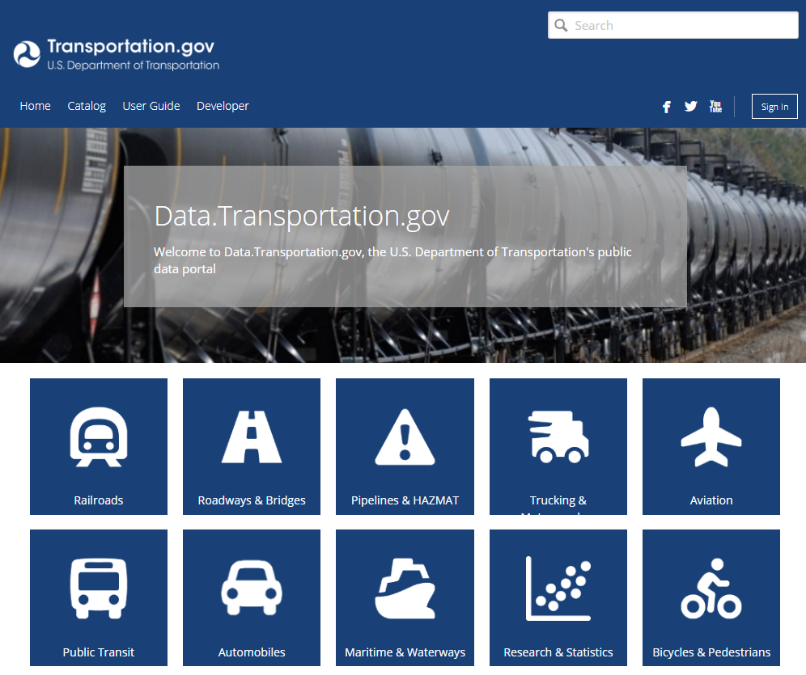 Search
Transportation.gov
U.S. Department of Transportation
Home Catalog User Guide Developer
You
Tube
Sign In
Data.Transportation.gov
Welcome to Data.Transportation.gov, the U.S. Department of Transportation's public
data portal
Railroads
Roadways & Bridges
Pipelines & HAZMAT
Trucking &
Aviation
Public Transit
Automobiles
Maritime & Waterways
Research & Statistics
Bicycles & Pedestrians